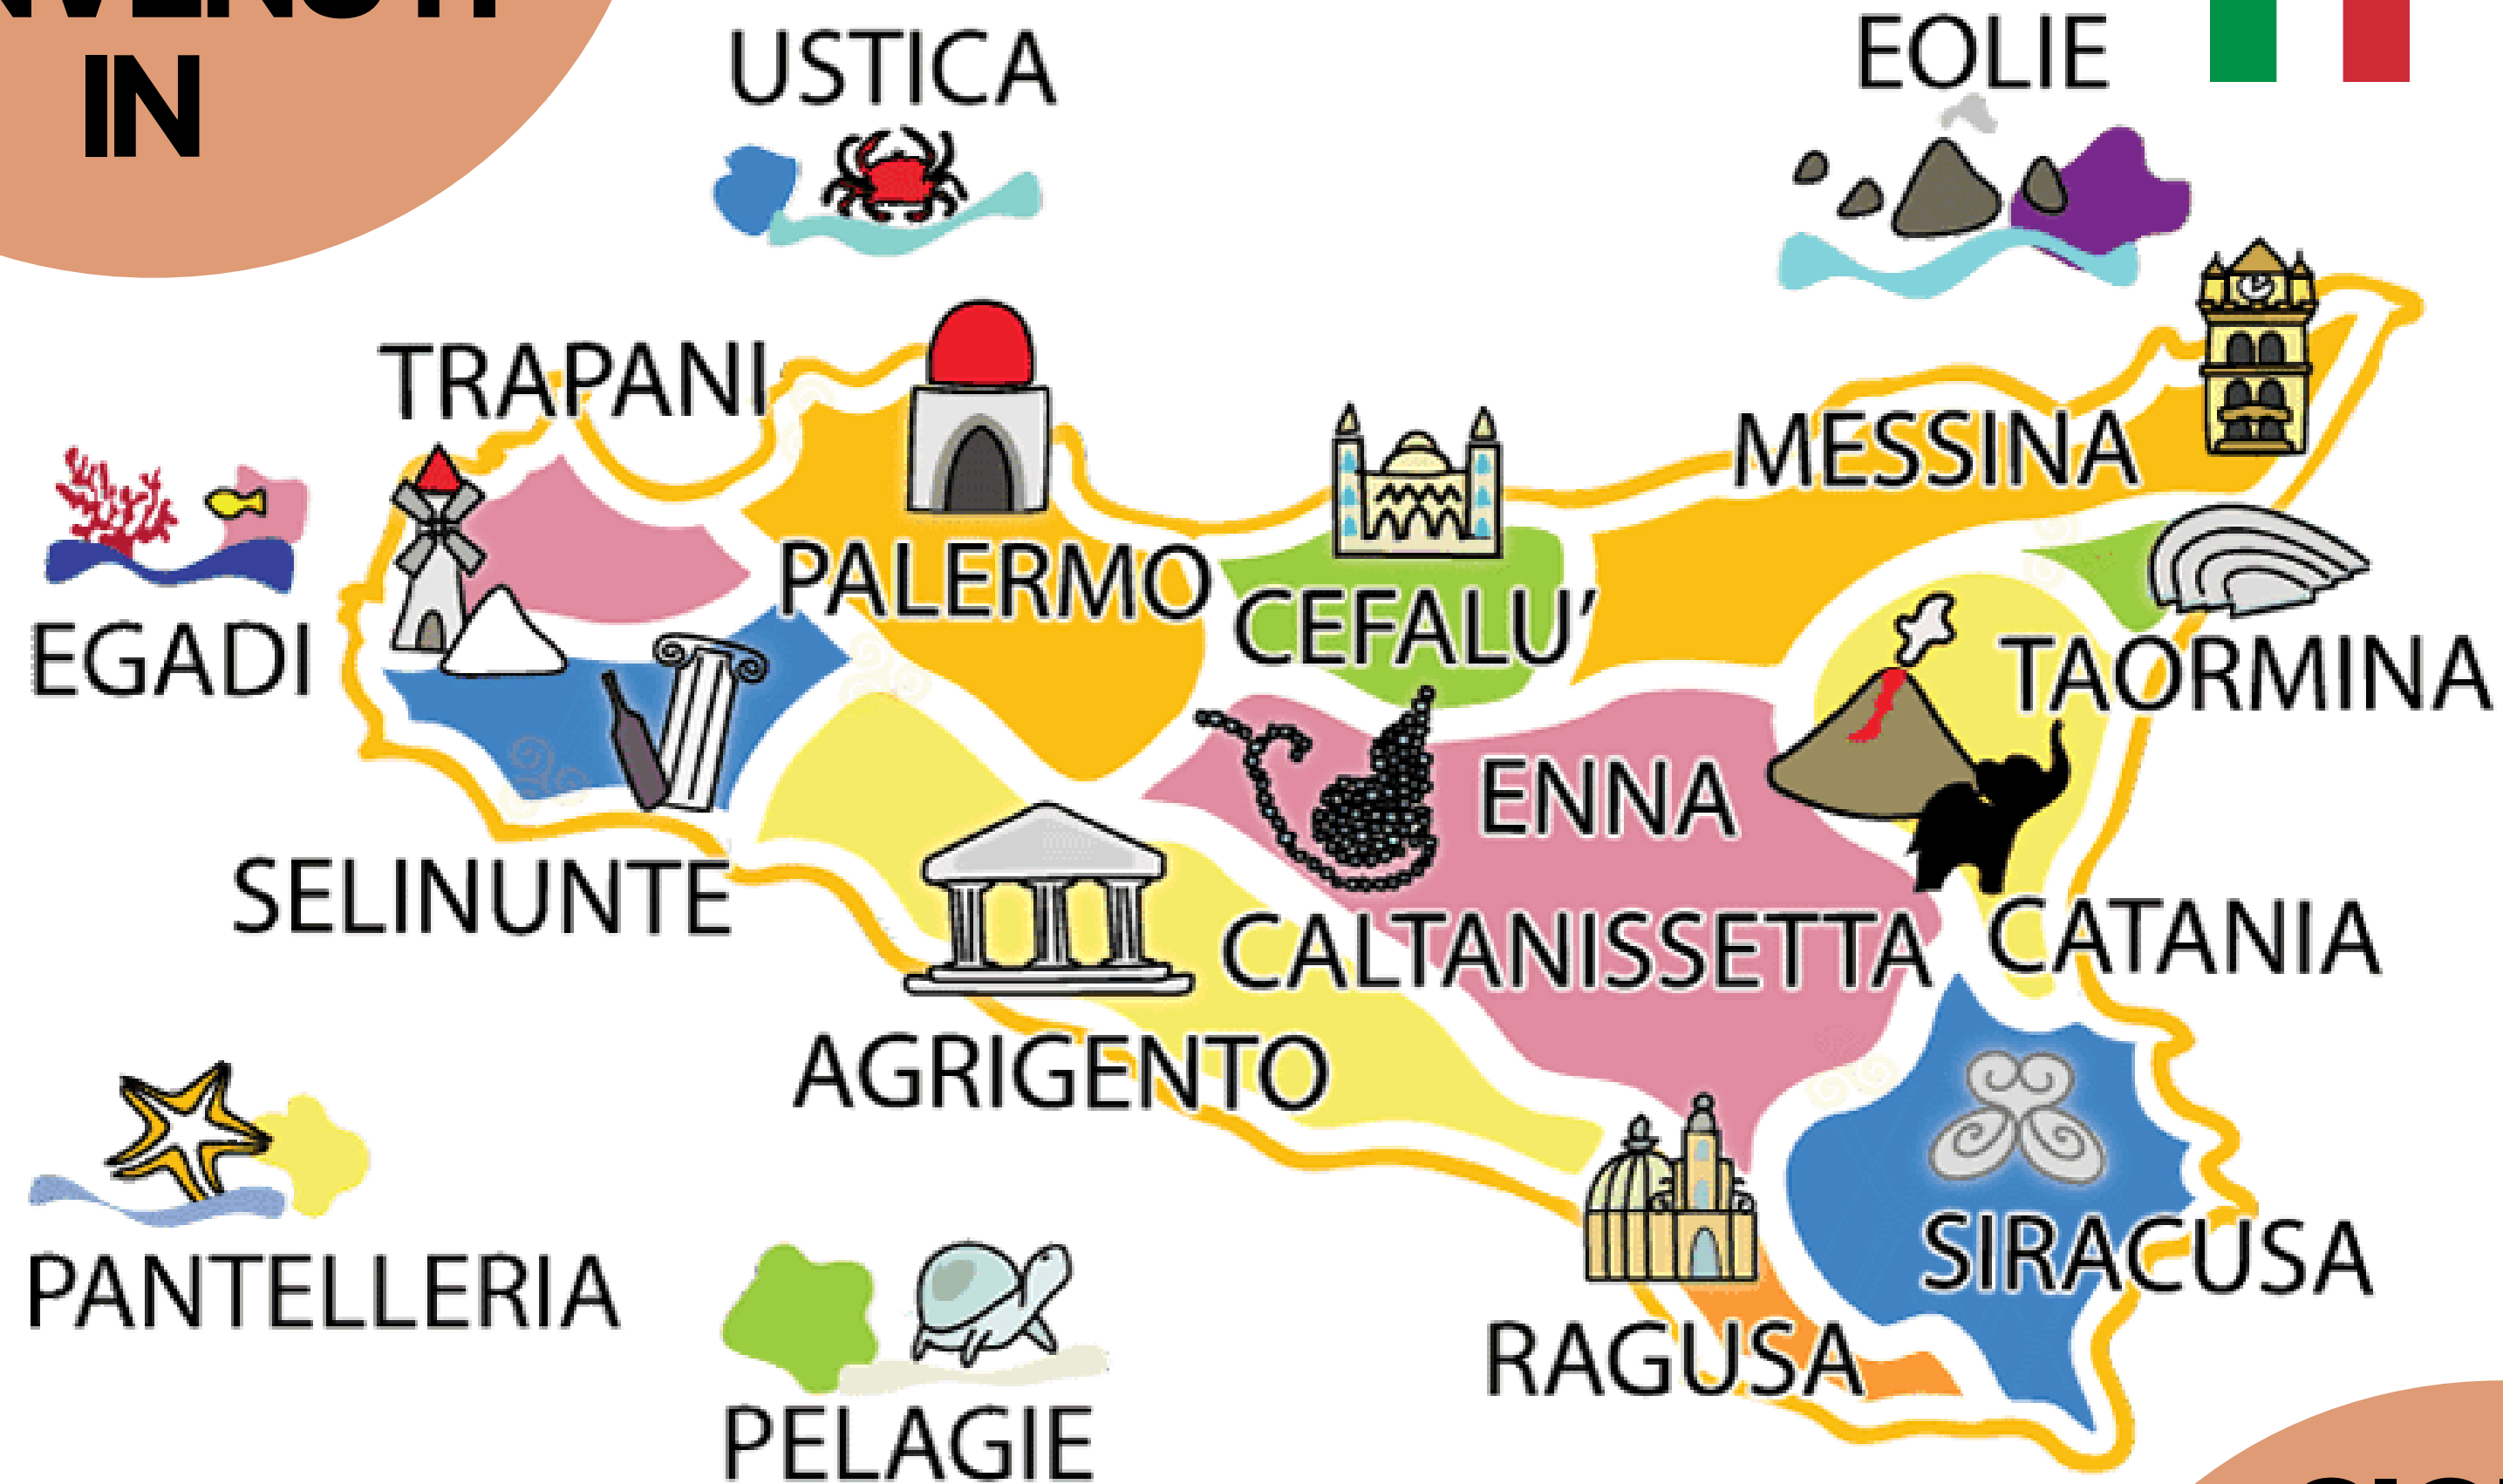 IN
USTICA
EOLIE
TRAPANI
MESSINA
PALERMO
CEFALU'
EGADI
TAORMINA
ENNA
SELINUNTE
CALTANISSETTA
CATANIA
AGRIGENTO
SIRACUSA
PANTELLERIA
RAGUSA
PELAGIE